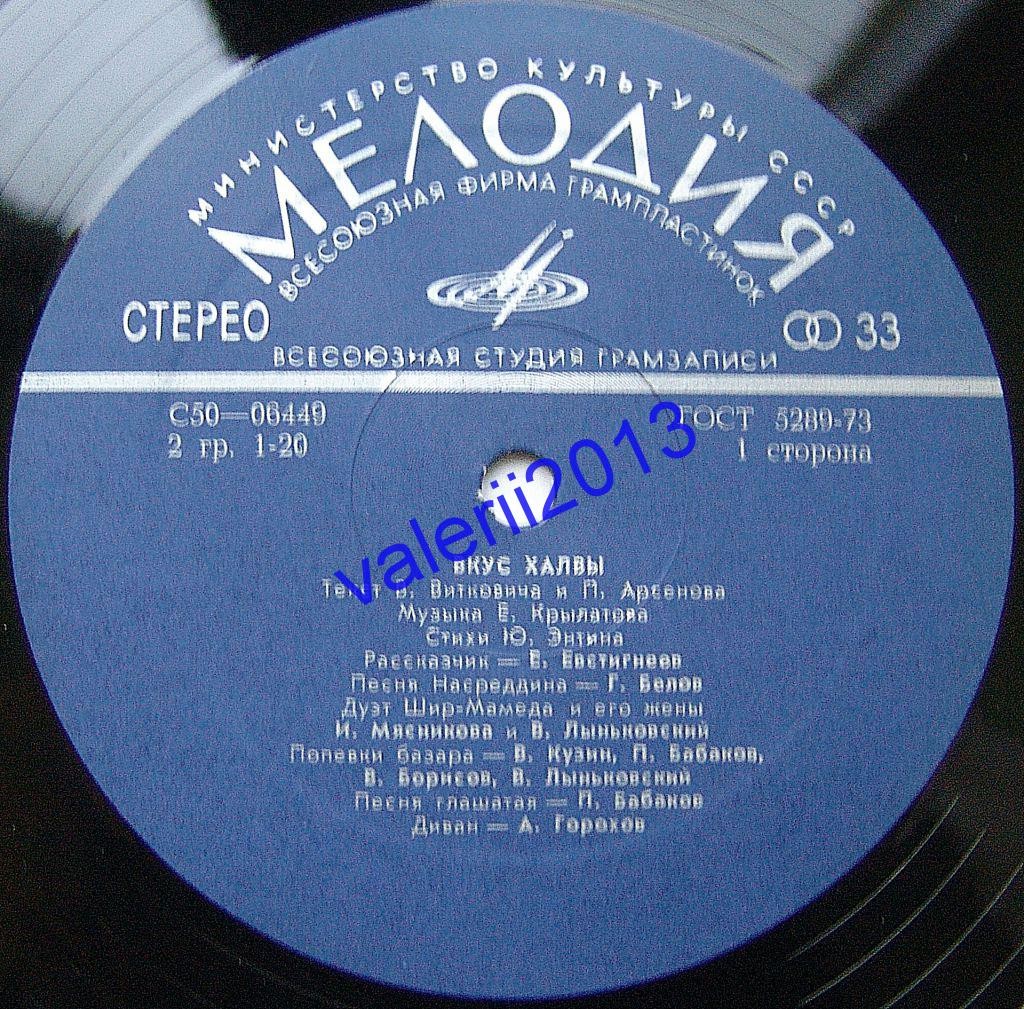 МИНИСТЕРСТВО КУЛЬТУРЫ СССР
МЕЛОДИЯ
ВСЕСОЮЗНАЯ ФИРМА ГРАМПЛАСТИНОК
СТЕРЕО
33
ВСЕСОЮЗНАЯ СТУДИЯ ГРАМЗАПИСИ
С50—06449
ГОСТ 5289-73
2 гр. 1-20
1 сторона
valerii2013
ВКУС ХАЛВЫ
Текст В. Витковича и П. Арсенова
Музыка Е. Крылатова
Стихи Ю. Энтина
Рассказчик — Е. Евстигнеев
Песня Насреддина — Г. Белов
Дуэт Шир-Мамеда и его жены
И. Мясникова и В. Лыньковский
Попевки базара — В. Кузин, П. Бабаков,
В. Борисов, В. Лыньковский
Песня глашатая — П. Бабаков
Диван — А. Горохов